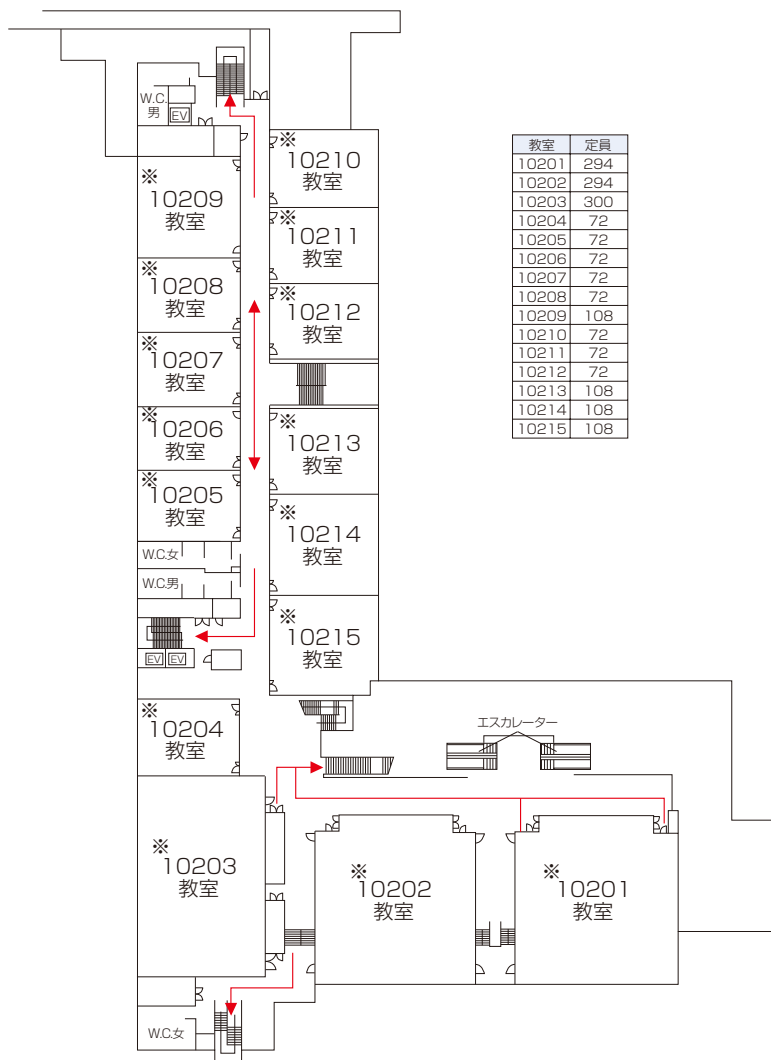 W.C.
男
EV
※
10210
教室
※
10209
教室
※
10211
教室
※
10208
教室
※
10212
教室
※
10207
教室
※
10206
教室
※
10213
教室
※
10205
教室
※
10214
教室
W.C.女
W.C.男
※
10215
教室
EV EV
※
10204
教室
エスカレーター
※
10203
教室
※
10202
教室
※
10201
教室
W.C.女
教室 定員
10201 294
10202 294
10203 300
10204 72
10205 72
10206 72
10207 72
10208 72
10209 108
10210 72
10211 72
10212 72
10213 108
10214 108
10215 108